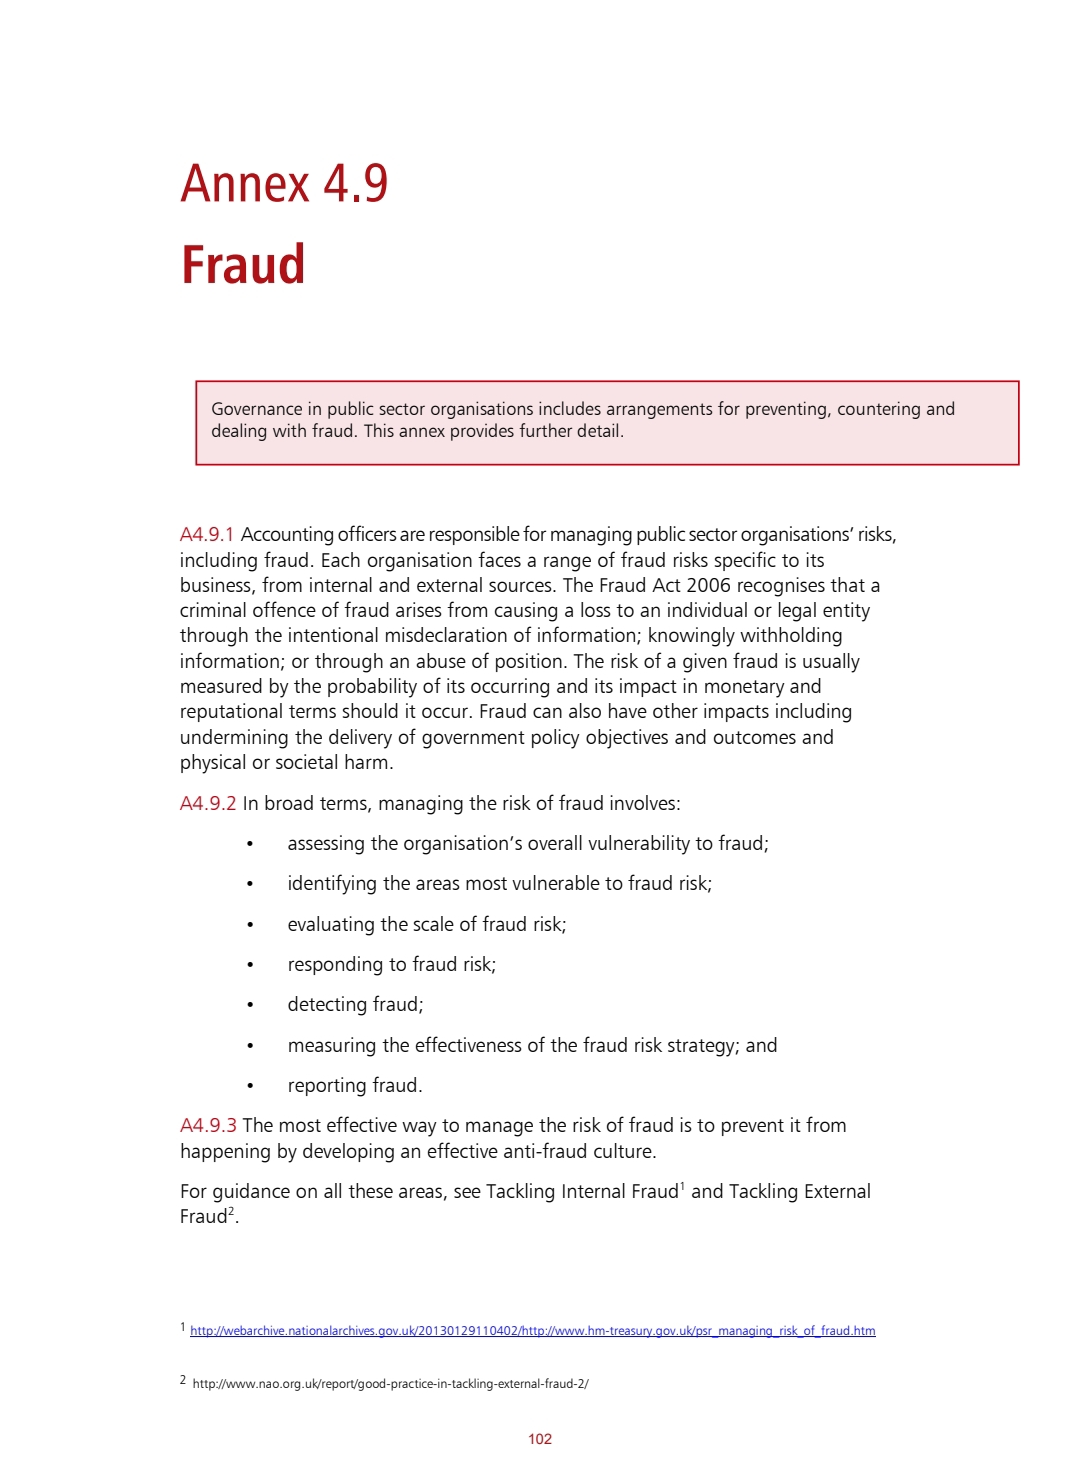 Annex 4.9
Fraud
Governance in public sector organisations includes arrangements for preventing, countering and
dealing with fraud. This annex provides further detail.
A4.9.1 Accounting officers are responsible for managing public sector organisations’ risks,
including fraud. Each organisation faces a range of fraud risks specific to its
business, from internal and external sources. The Fraud Act 2006 recognises that a
criminal offence of fraud arises from causing a loss to an individual or legal entity
through the intentional misdeclaration of information; knowingly withholding
information; or through an abuse of position. The risk of a given fraud is usually
measured by the probability of its occurring and its impact in monetary and
reputational terms should it occur. Fraud can also have other impacts including
undermining the delivery of government policy objectives and outcomes and
physical or societal harm.
A4.9.2 In broad terms, managing the risk of fraud involves:
• assessing the organisation’s overall vulnerability to fraud;
• identifying the areas most vulnerable to fraud risk;
• evaluating the scale of fraud risk;
• responding to fraud risk;
• detecting fraud;
• measuring the effectiveness of the fraud risk strategy; and
• reporting fraud.
A4.9.3 The most effective way to manage the risk of fraud is to prevent it from
happening by developing an effective anti-fraud culture.
For guidance on all these areas, see Tackling Internal Fraud1 and Tackling External
Fraud2.
1 http://webarchive.nationalarchives.gov.uk/20130129110402/http://www.hm-treasury.gov.uk/psr_managing_risk_of_fraud.htm
2 http://www.nao.org.uk/report/good-practice-in-tackling-external-fraud-2/
102